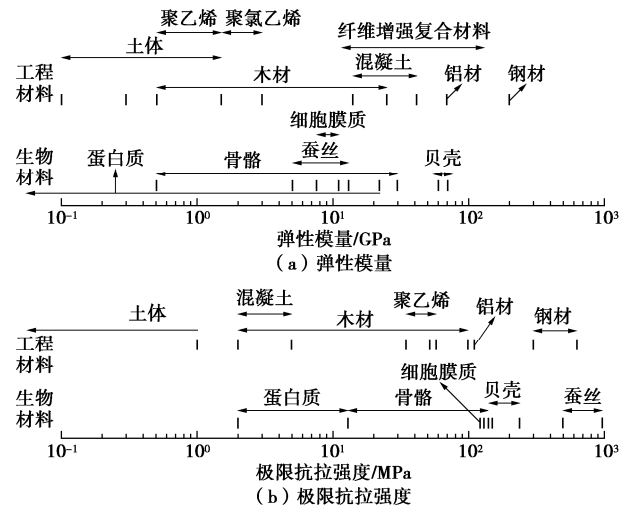 聚乙烯 聚氯乙烯
土体 纤维增强复合材料
工程材料 木材 混凝土 铝材 钢材
细胞膜质
生物材料 蛋白质 骨骼 蚕丝 贝壳
10⁻¹ 10⁰ 10¹ 10² 10³
弹性模量/GPa
（a）弹性模量
土体 混凝土 木材 聚乙烯 铝材 钢材
工程材料
细胞膜质
生物材料 蛋白质 骨骼 贝壳 蚕丝
10⁻¹ 10⁰ 10¹ 10² 10³
极限抗拉强度/MPa
（b）极限抗拉强度